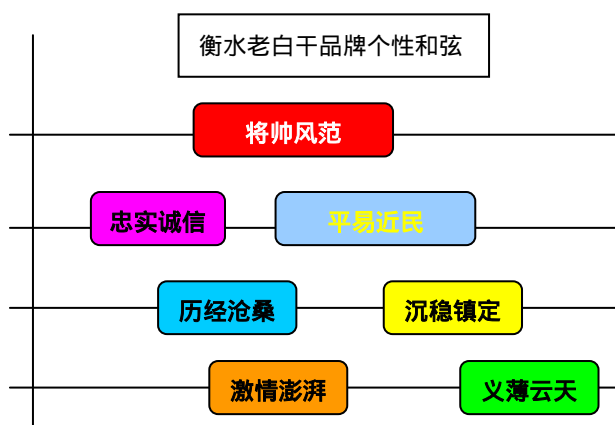 衡水老白干品牌个性和弦
将帅风范
忠实诚信
平易近民
历经沧桑
沉稳镇定
激情澎湃
义薄云天